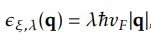 ϵ_{ξ,λ}(𝐪) = λħv_F|𝐪|,